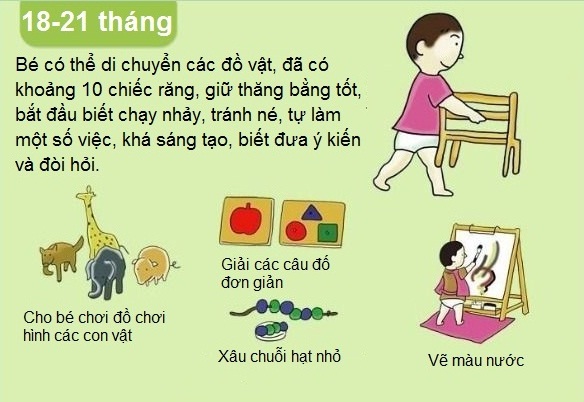 18-21 tháng
Bé có thể di chuyển các đồ vật, đã có
khoảng 10 chiếc răng, giữ thăng bằng tốt,
bắt đầu biết chạy nhảy, tránh né, tự làm
một số việc, khá sáng tạo, biết đưa ý kiến
và đòi hỏi.
Giải các câu đố
đơn giản
Cho bé chơi đồ chơi
hình các con vật
Xâu chuỗi hạt nhỏ
Vẽ màu nước